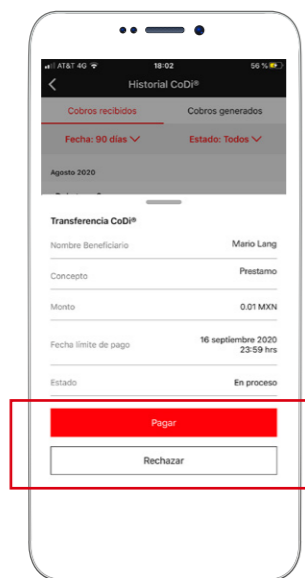 AT&T 4G 18:02 56 %
Historial CoDi®
Cobros recibidos Cobros generados
Fecha: 90 días Estado: Todos
Agosto 2020
Transferencia CoDi®
Nombre Beneficiario Mario Lang
Concepto Prestamo
Monto 0.01 MXN
Fecha límite de pago 16 septiembre 2020
23:59 hrs
Estado En proceso
Pagar
Rechazar